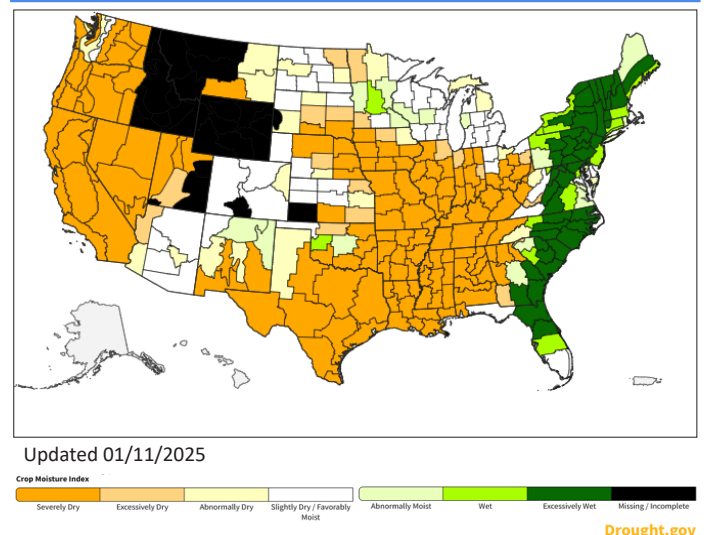 Updated 01/11/2025
Crop Moisture Index
Severely Dry
Excessively Dry
Abnormally Dry
Slightly Dry / Favorably
Moist
Abnormally Moist
Wet
Excessively Wet
Missing / Incomplete
Drought.gov